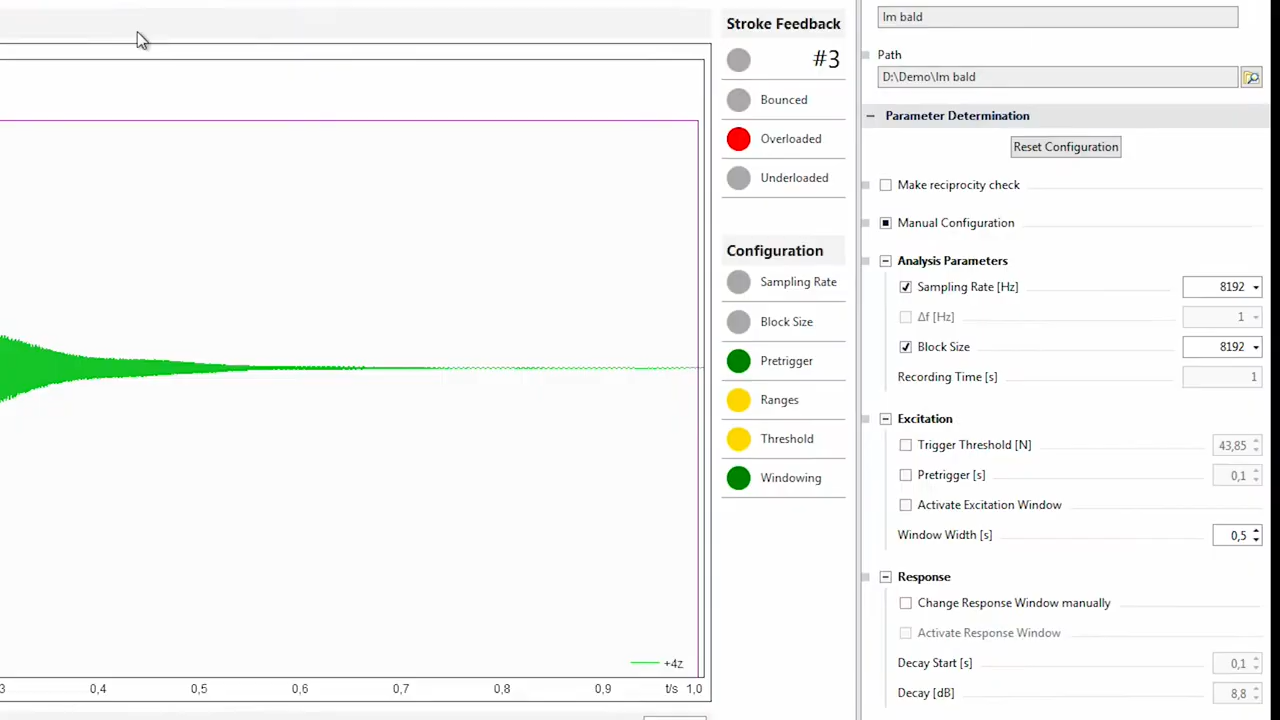 Stroke Feedback
#3
Bounced
Overloaded
Underloaded
Configuration
Sampling Rate
Block Size
Pretrigger
Ranges
Threshold
Windowing
+4z
3 0,4 0,5 0,6 0,7 0,8 0,9 t/s 1,0
Im bald
Path
D:\Demo\Im bald
Parameter Determination
Reset Configuration
Make reciprocity check
Manual Configuration
Analysis Parameters
Sampling Rate [Hz] 8192
Δf [Hz] 1
Block Size 8192
Recording Time [s] 1
Excitation
Trigger Threshold [N] 43,85
Pretrigger [s] 0,1
Activate Excitation Window
Window Width [s] 0,5
Response
Change Response Window manually
Activate Response Window
Decay Start [s] 0,1
Decay [dB] 8,8